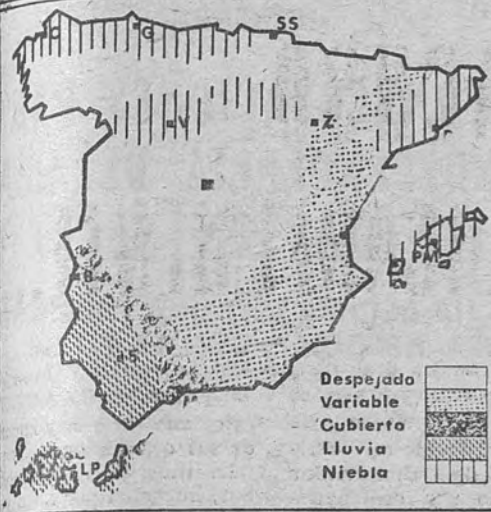 C G SS
V Z
PM
B
S
LP
Despejado
Variable
Cubierto
Lluvia
Niebla